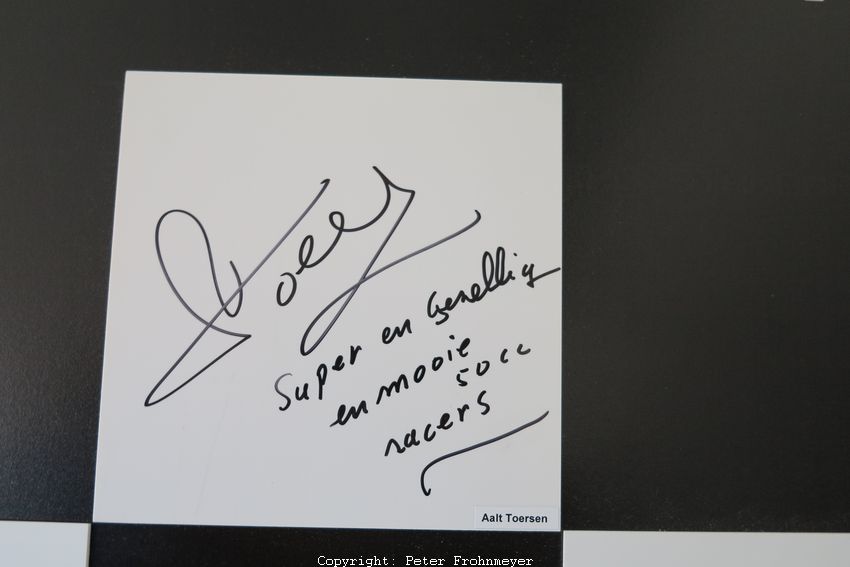 Super en Gezellig
en mooie
50cc
racers
Aalt Toersen
Copyright: Peter Frohnmeyer